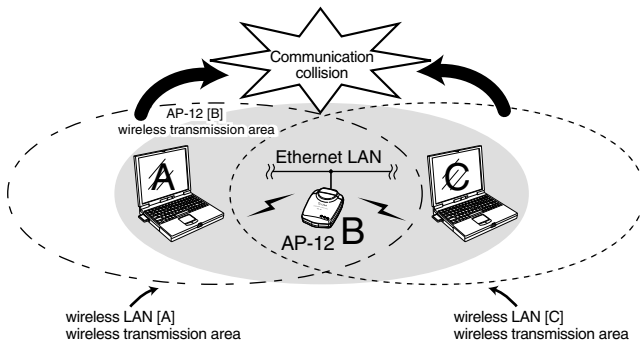 Communication
collision
AP-12 [B]
wireless transmission area
Ethernet LAN
A
C
AP-12 B
wireless LAN [A]
wireless transmission area
wireless LAN [C]
wireless transmission area